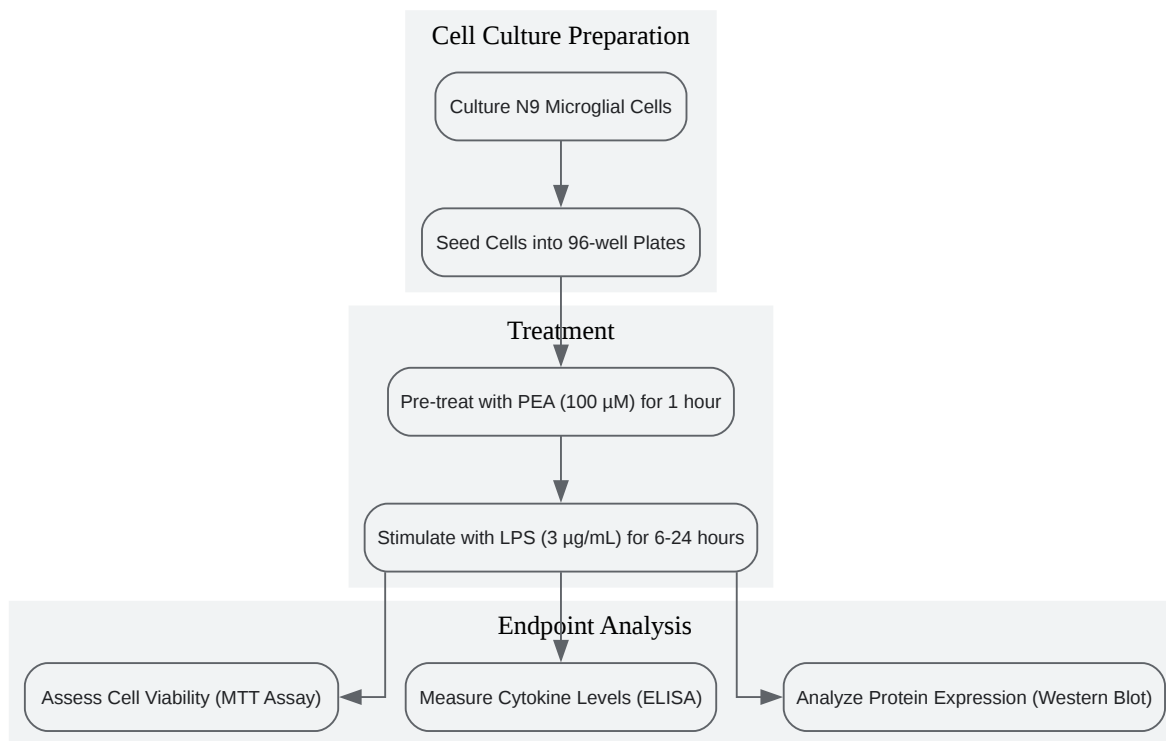 Cell Culture Preparation
Culture N9 Microglial Cells
Seed Cells into 96-well Plates
Treatment
Pre-treat with PEA (100 µM) for 1 hour
Stimulate with LPS (3 µg/mL) for 6-24 hours
Endpoint Analysis
Assess Cell Viability (MTT Assay)
Measure Cytokine Levels (ELISA)
Analyze Protein Expression (Western Blot)